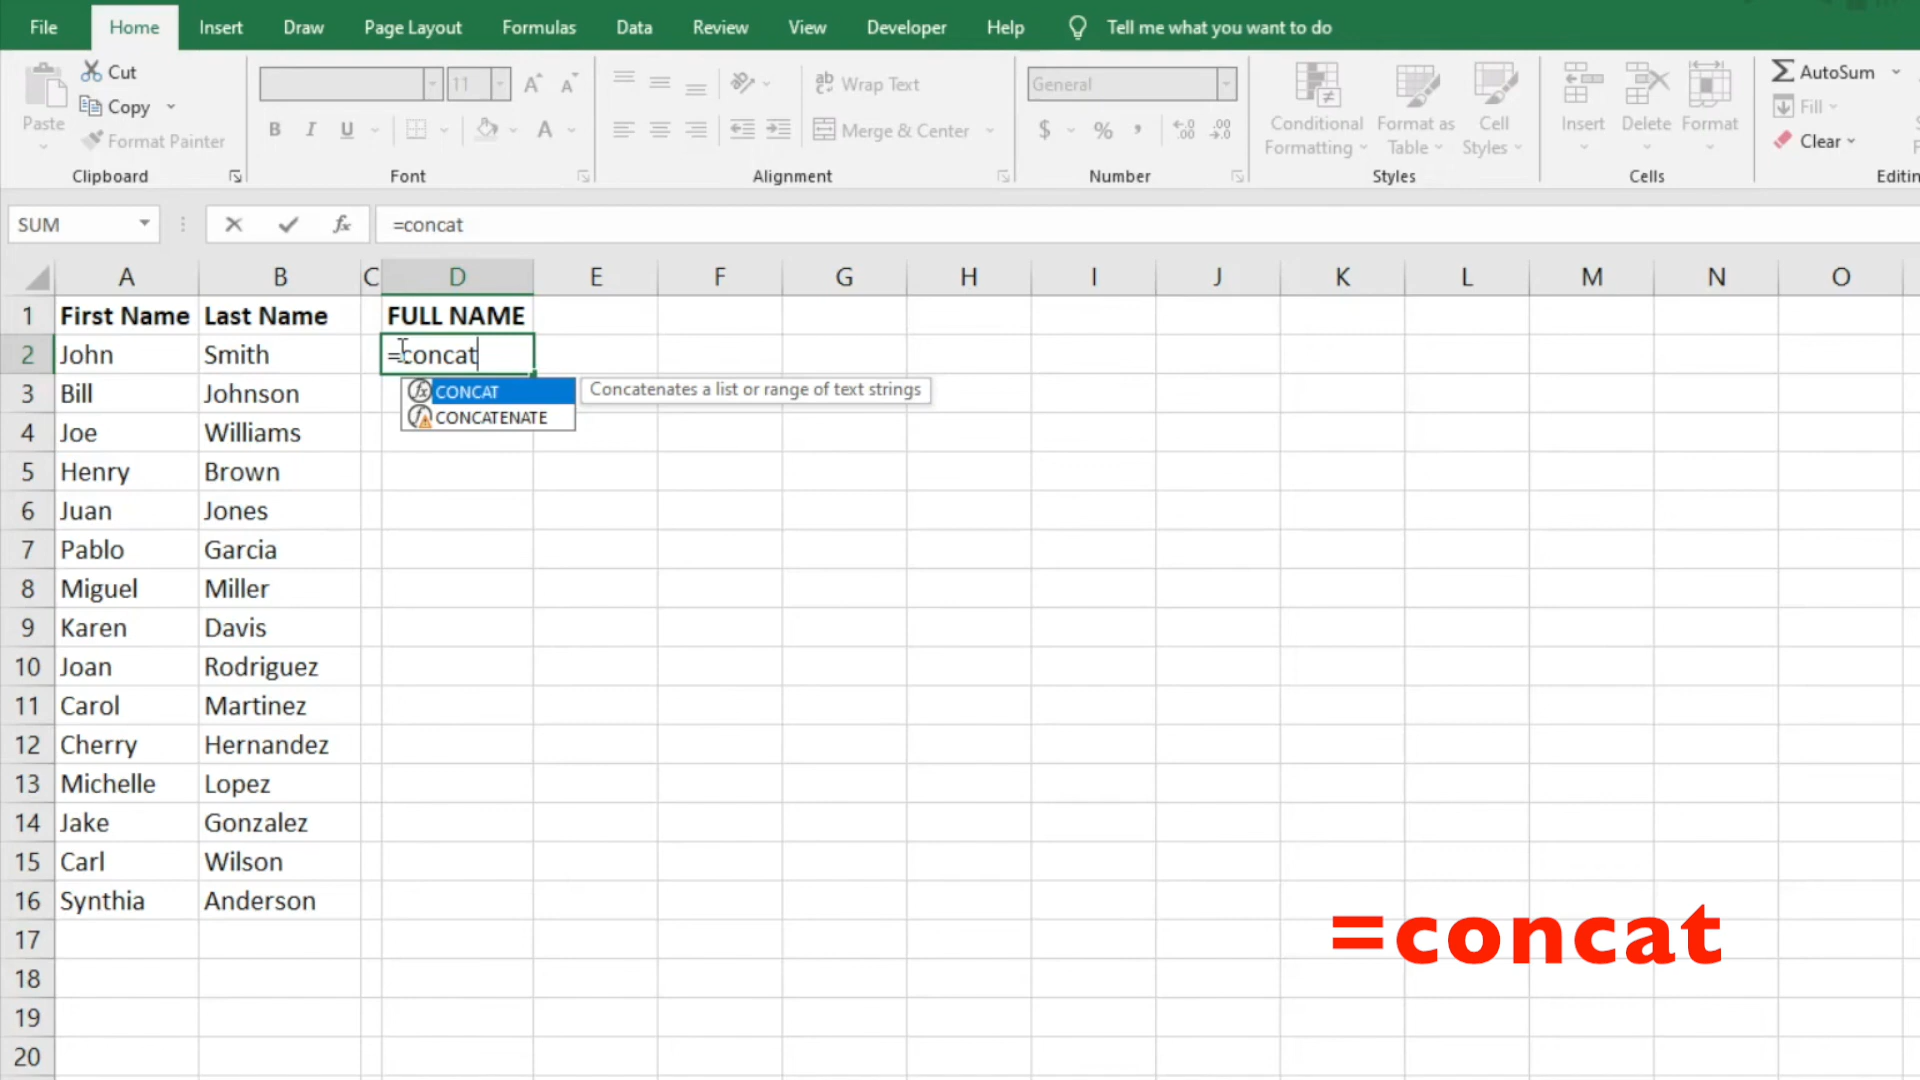 File Home Insert Draw Page Layout Formulas Data Review View Developer Help Tell me what you want to do
Paste
Cut
Copy
Format Painter
Clipboard
11
B I U
Font
Wrap Text
Merge & Center
Alignment
General
$ % ,
Number
Conditional Formatting
Format as Table
Cell Styles
Styles
Insert Delete Format
Cells
AutoSum
Fill
Clear
SUM fx =concat
A B C D E F G H I J K L M N O
1 First Name Last Name FULL NAME
2 John Smith =concat
CONCAT Concatenates a list or range of text strings
CONCATENATE
3 Bill Johnson
4 Joe Williams
5 Henry Brown
6 Juan Jones
7 Pablo Garcia
8 Miguel Miller
9 Karen Davis
10 Joan Rodriguez
11 Carol Martinez
12 Cherry Hernandez
13 Michelle Lopez
14 Jake Gonzalez
15 Carl Wilson
16 Synthia Anderson
17
18
19
20
=concat